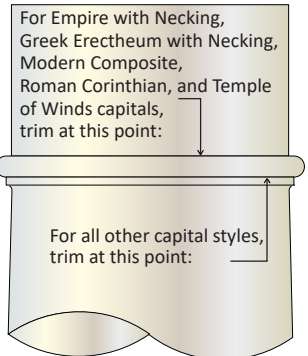 For Empire with Necking,
Greek Erectheum with Necking,
Modern Composite,
Roman Corinthian, and Temple
of Winds capitals,
trim at this point:
For all other capital styles,
trim at this point: